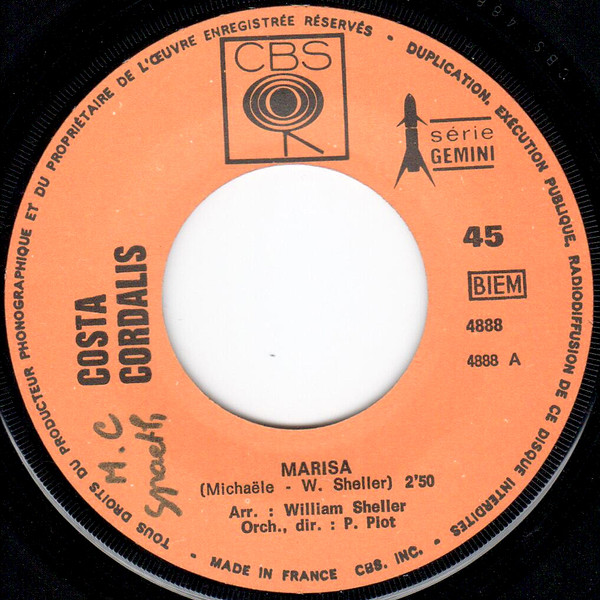 TOUS DROITS DU PRODUCTEUR PHONOGRAPHIQUE ET DU PROPRIÉTAIRE DE L'ŒUVRE ENREGISTRÉE RÉSERVÉS - DUPLICATION, EXÉCUTION PUBLIQUE, RADIODIFFUSION DE CE DISQUE INTERDITES
CBS
série
GEMINI
45
BIEM
4888
4888 A
COSTA
CORDALIS
M.C
Spaeth
MARISA
(Michaële - W. Sheller) 2'50
Arr. : William Sheller
Orch., dir. : P. Plot
- MADE IN FRANCE CBS. INC. -